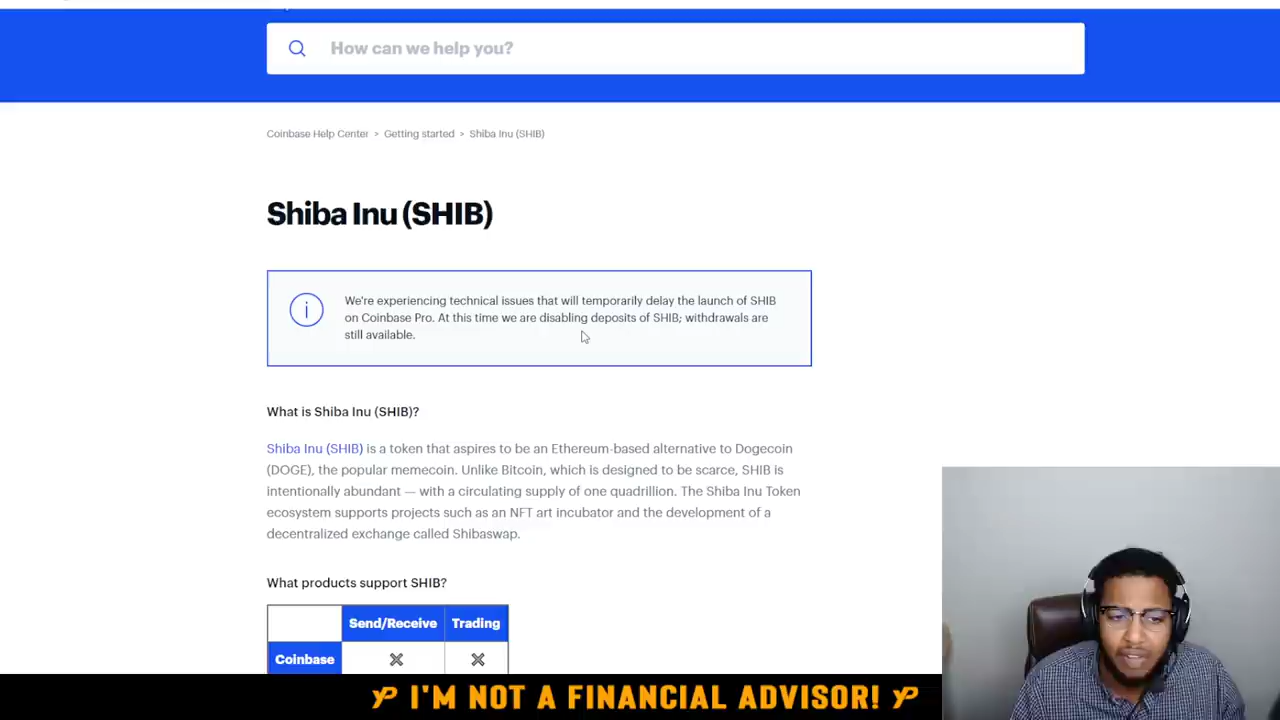 How can we help you?
Coinbase Help Center > Getting started > Shiba Inu (SHIB)
Shiba Inu (SHIB)
We're experiencing technical issues that will temporarily delay the launch of SHIB
on Coinbase Pro. At this time we are disabling deposits of SHIB; withdrawals are
still available.
What is Shiba Inu (SHIB)?
Shiba Inu (SHIB) is a token that aspires to be an Ethereum-based alternative to Dogecoin
(DOGE), the popular memecoin. Unlike Bitcoin, which is designed to be scarce, SHIB is
intentionally abundant — with a circulating supply of one quadrillion. The Shiba Inu Token
ecosystem supports projects such as an NFT art incubator and the development of a
decentralized exchange called Shibaswap.
What products support SHIB?
Send/Receive Trading
Coinbase
I'M NOT A FINANCIAL ADVISOR!